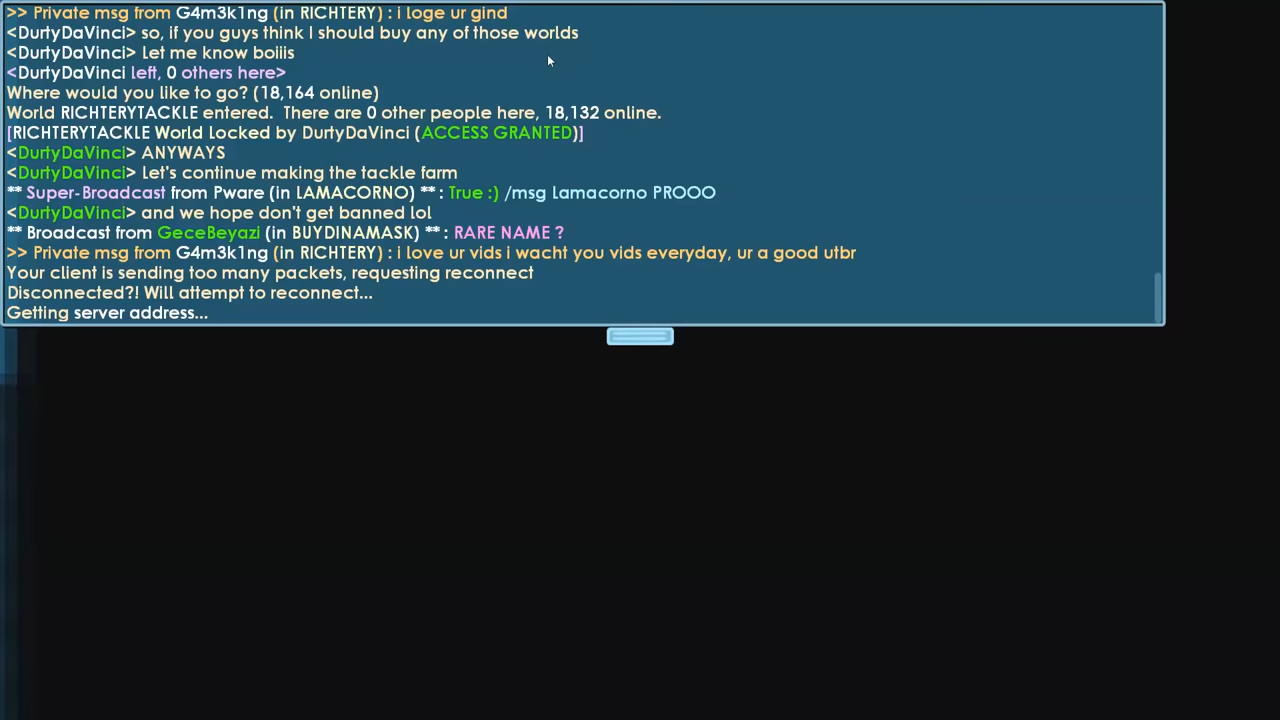 >> Private msg from G4m3k1ng (in RICHTERY) : i loge ur gind
<DurtyDaVinci> so, if you guys think I should buy any of those worlds
<DurtyDaVinci> Let me know boiiis
<DurtyDaVinci left, 0 others here>
Where would you like to go? (18,164 online)
World RICHTERYTACKLE entered.  There are 0 other people here, 18,132 online.
[RICHTERYTACKLE World Locked by DurtyDaVinci (ACCESS GRANTED)]
<DurtyDaVinci> ANYWAYS
<DurtyDaVinci> Let's continue making the tackle farm
** Super-Broadcast from Pware (in LAMACORNO) ** : True :) /msg Lamacorno PROOO
<DurtyDaVinci> and we hope don't get banned lol
** Broadcast from GeceBeyazi (in BUYDINAMASK) ** : RARE NAME ?
>> Private msg from G4m3k1ng (in RICHTERY) : i love ur vids i wacht you vids everyday, ur a good utbr
Your client is sending too many packets, requesting reconnect
Disconnected?! Will attempt to reconnect...
Getting server address...